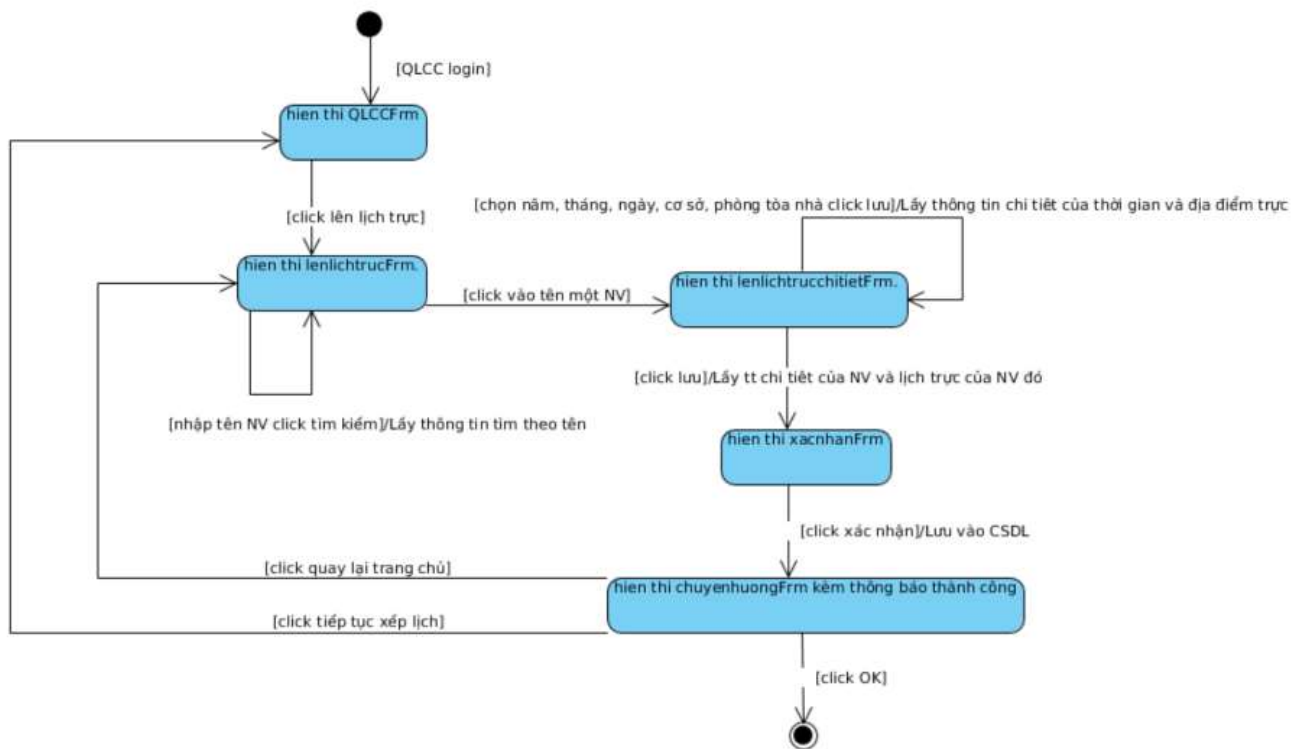 [QLCC login]
hien thi QLCCFrm
[click lên lịch trực]
[chọn năm, tháng, ngày, cơ sở, phòng tòa nhà click lưu]/Lấy thông tin chi tiêt của thời gian và địa điểm trực
hien thi lenlichtrucFrm.
hien thi lenlichtrucchitietFrm.
[click vào tên một NV]
[click lưu]/Lấy tt chi tiêt của NV và lịch trực của NV đó
[nhập tên NV click tìm kiếm]/Lấy thông tin tìm theo tên
hien thi xacnhanFrm
[click xác nhận]/Lưu vào CSDL
[click quay lại trang chủ]
hien thi chuyenhuongFrm kèm thông báo thành công
[click tiếp tục xếp lịch]
[click OK]